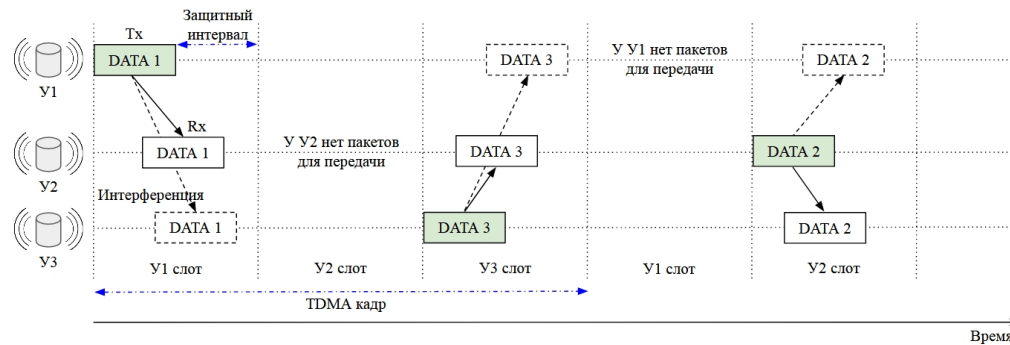 Защитный
интервал
Tx
DATA 1
У1
DATA 3
У У1 нет пакетов
для передачи
DATA 2
Rx
DATA 1
У2
У У2 нет пакетов
для передачи
DATA 3
DATA 2
Интерференция
DATA 1
У3
DATA 3
DATA 2
У1 слот
У2 слот
У3 слот
У1 слот
У2 слот
TDMA кадр
Время